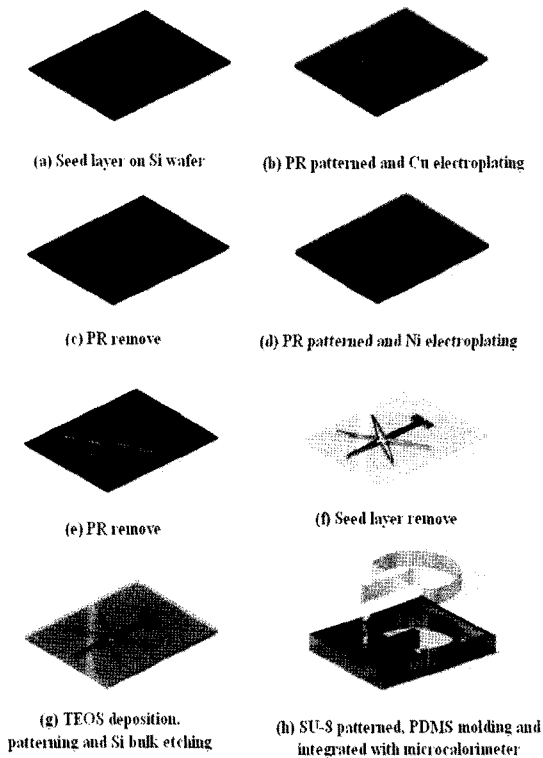 (a) Seed layer on Si wafer
(b) PR patterned and Cu electroplating
(c) PR remove
(d) PR patterned and Ni electroplating
(e) PR remove
(f) Seed layer remove
(g) TEOS deposition.
patterning and Si bulk etching
(h) SU-8 patterned, PDMS molding and
integrated with microcalorimeter